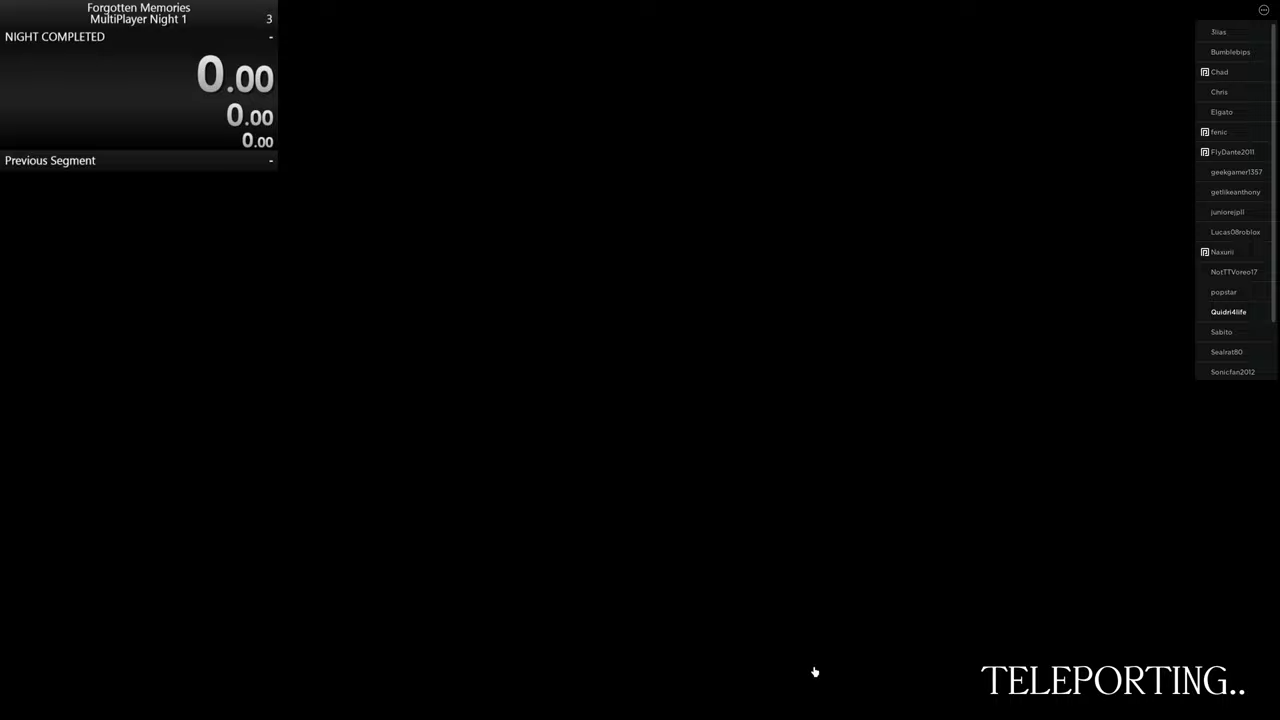 Forgotten Memories
MultiPlayer Night 1 3
NIGHT COMPLETED -
0.00
0.00
0.00
Previous Segment -
3lias
Bumblebips
Chad
Chris
Elgato
fenic
FlyDante2011
geekgamer1357
getlikeanthony
juniorejpll
Lucas08roblox
Naxurii
NotTTVoreo17
popstar
Quidri4life
Sabito
Sealrat80
Sonicfan2012
TELEPORTING..